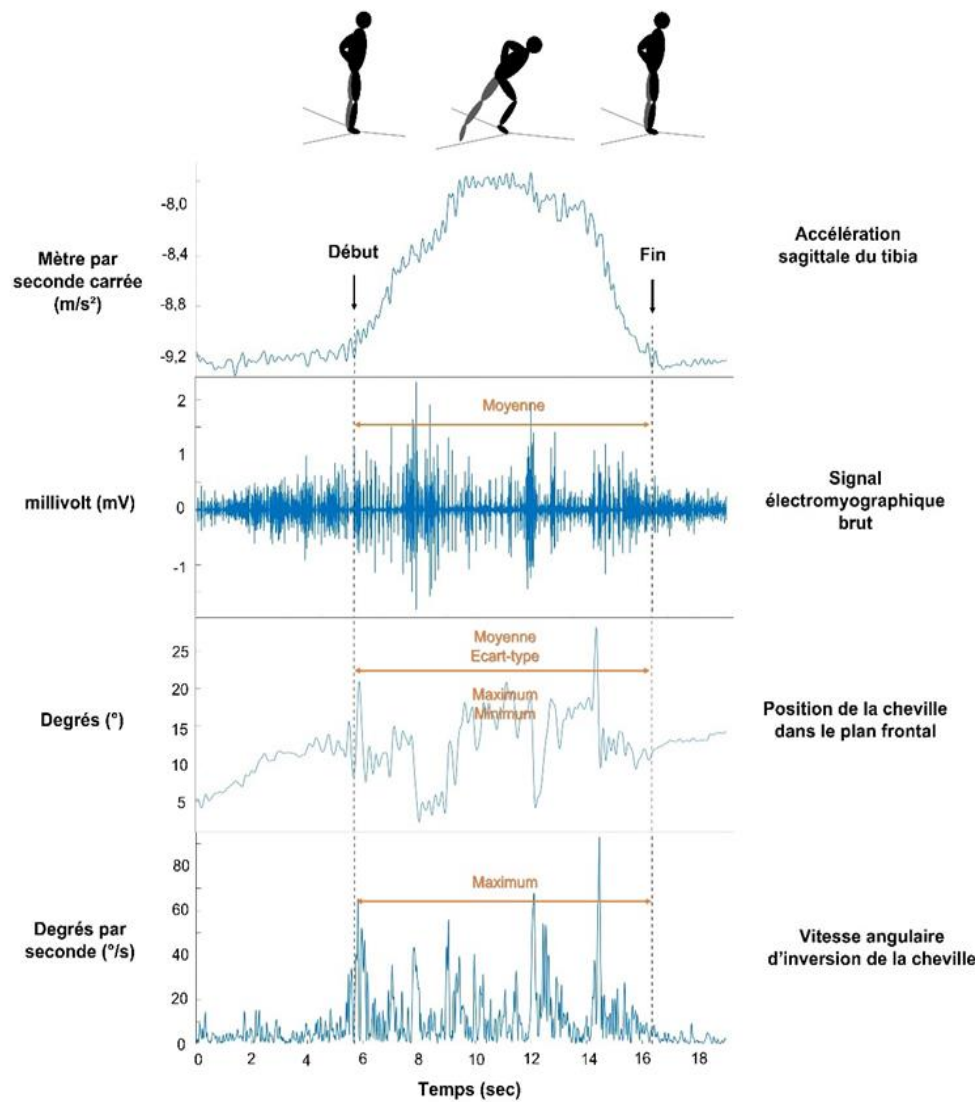 -8,0
-8,4
-8,8
-9,2
Mètre par
seconde carrée
(m/s²)
Début
Fin
Accélération
sagittale du tibia
2
1
0
-1
millivolt (mV)
Moyenne
Signal
électromyographique
brut
25
20
15
10
5
Degrés (°)
Moyenne
Ecart-type
Maximum
Minimum
Position de la cheville
dans le plan frontal
80
60
40
20
0
Degrés par
seconde (°/s)
Maximum
Vitesse angulaire
d'inversion de la cheville
0 2 4 6 8 10 12 14 16 18
Temps (sec)